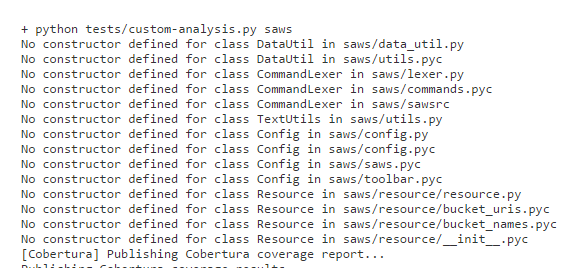 + python tests/custom-analysis.py saws
No constructor defined for class DataUtil in saws/data_util.py
No constructor defined for class DataUtil in saws/utils.pyc
No constructor defined for class CommandLexer in saws/lexer.py
No constructor defined for class CommandLexer in saws/commands.pyc
No constructor defined for class CommandLexer in saws/sawsrc
No constructor defined for class TextUtils in saws/utils.py
No constructor defined for class Config in saws/config.py
No constructor defined for class Config in saws/config.pyc
No constructor defined for class Config in saws/saws.pyc
No constructor defined for class Config in saws/toolbar.pyc
No constructor defined for class Resource in saws/resource/resource.py
No constructor defined for class Resource in saws/resource/bucket_uris.pyc
No constructor defined for class Resource in saws/resource/bucket_names.pyc
No constructor defined for class Resource in saws/resource/__init__.pyc
[Cobertura] Publishing Cobertura coverage report...
Publishing Cobertura coverage results